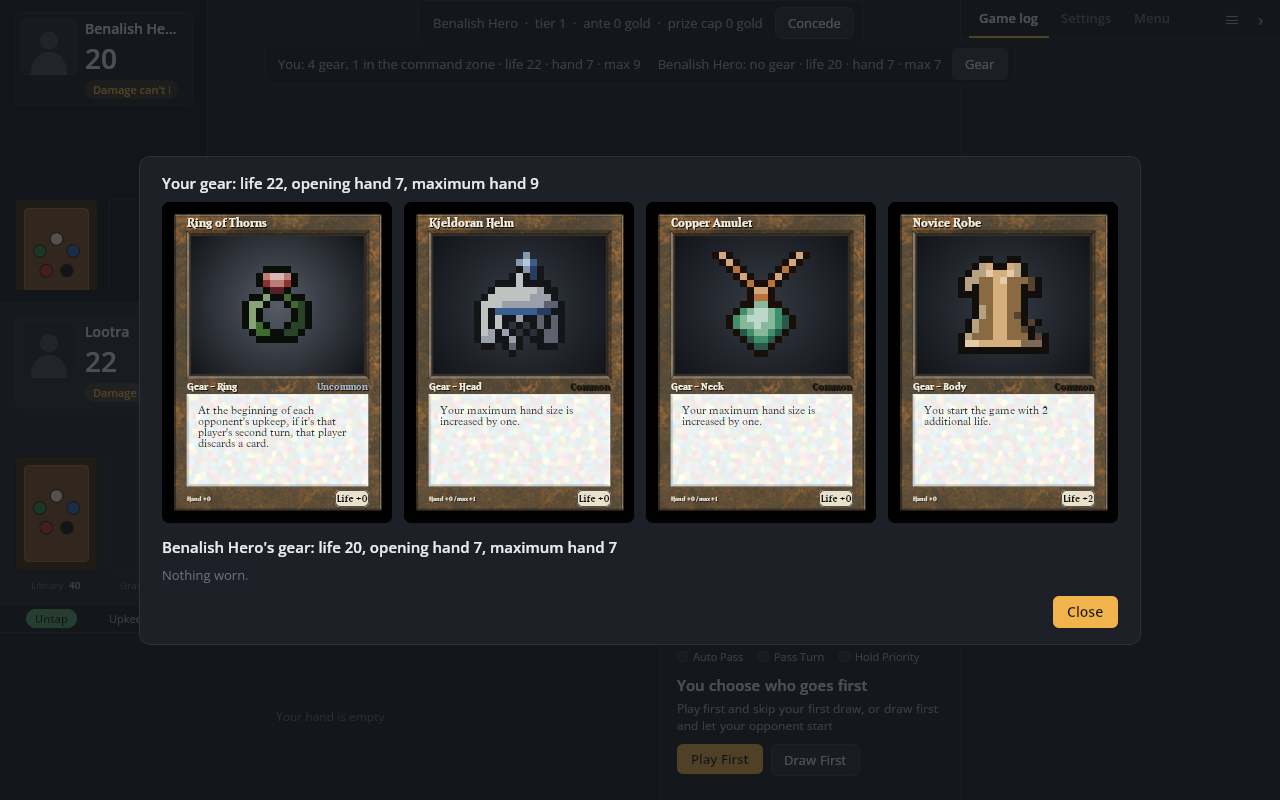 Benalish He...
20
Damage can't l
Benalish Hero · tier 1 · ante 0 gold · prize cap 0 gold
Concede
Game log
Settings
Menu
You: 4 gear, 1 in the command zone · life 22 · hand 7 · max 9
Benalish Hero: no gear · life 20 · hand 7 · max 7
Gear
Your gear: life 22, opening hand 7, maximum hand 9
Ring of Thorns
Gear – Ring
Uncommon
At the beginning of each
opponent's upkeep, if it's that
player's second turn, that player
discards a card.
Hand +0
Life +0
Kjeldoran Helm
Gear – Head
Common
Your maximum hand size is
increased by one.
Hand +0 / max +1
Life +0
Copper Amulet
Gear – Neck
Common
Your maximum hand size is
increased by one.
Hand +0 / max +1
Life +0
Novice Robe
Gear – Body
Common
You start the game with 2
additional life.
Hand +0
Life +2
Benalish Hero's gear: life 20, opening hand 7, maximum hand 7
Nothing worn.
Close
Lootra
22
Damage
Library 40
Gra
Untap
Upkee
Your hand is empty
Auto Pass
Pass Turn
Hold Priority
You choose who goes first
Play first and skip your first draw, or draw first
and let your opponent start
Play First
Draw First